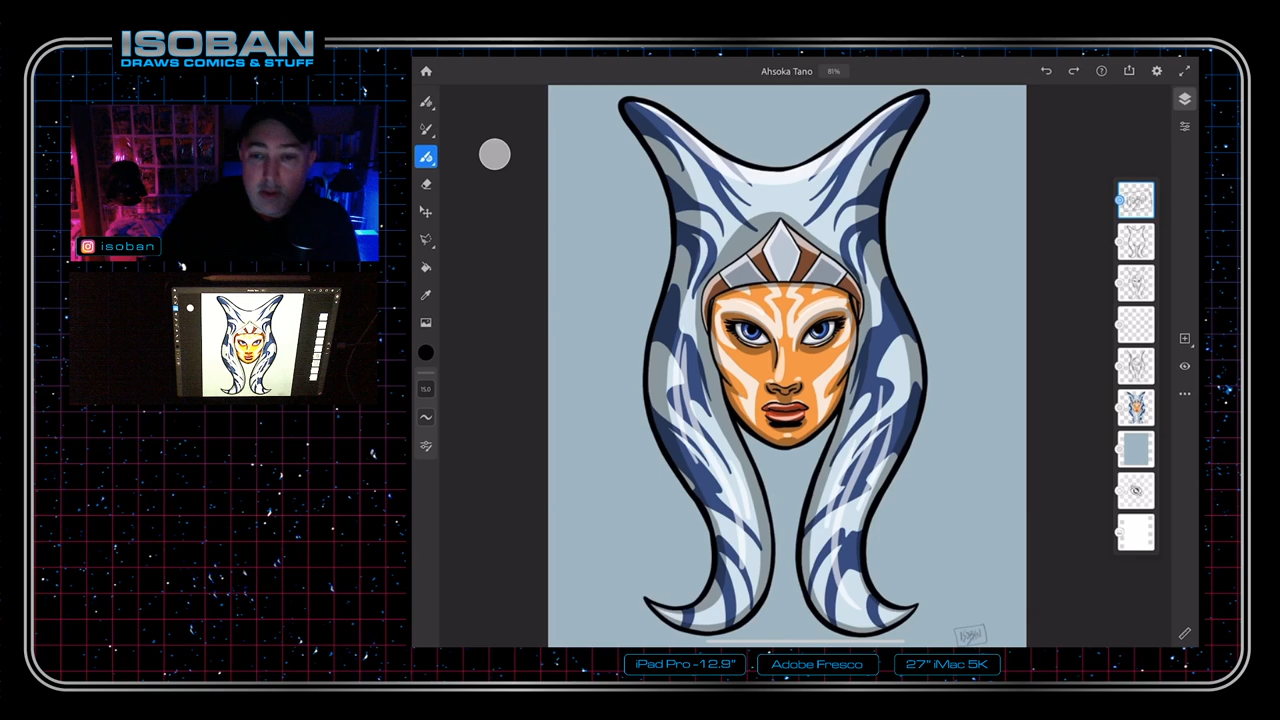 ISOBAN
DRAWS COMICS & STUFF
Ahsoka Tano 81%
isoban
15.0
iPad Pro -12.9" Adobe Fresco 27" iMac 5K